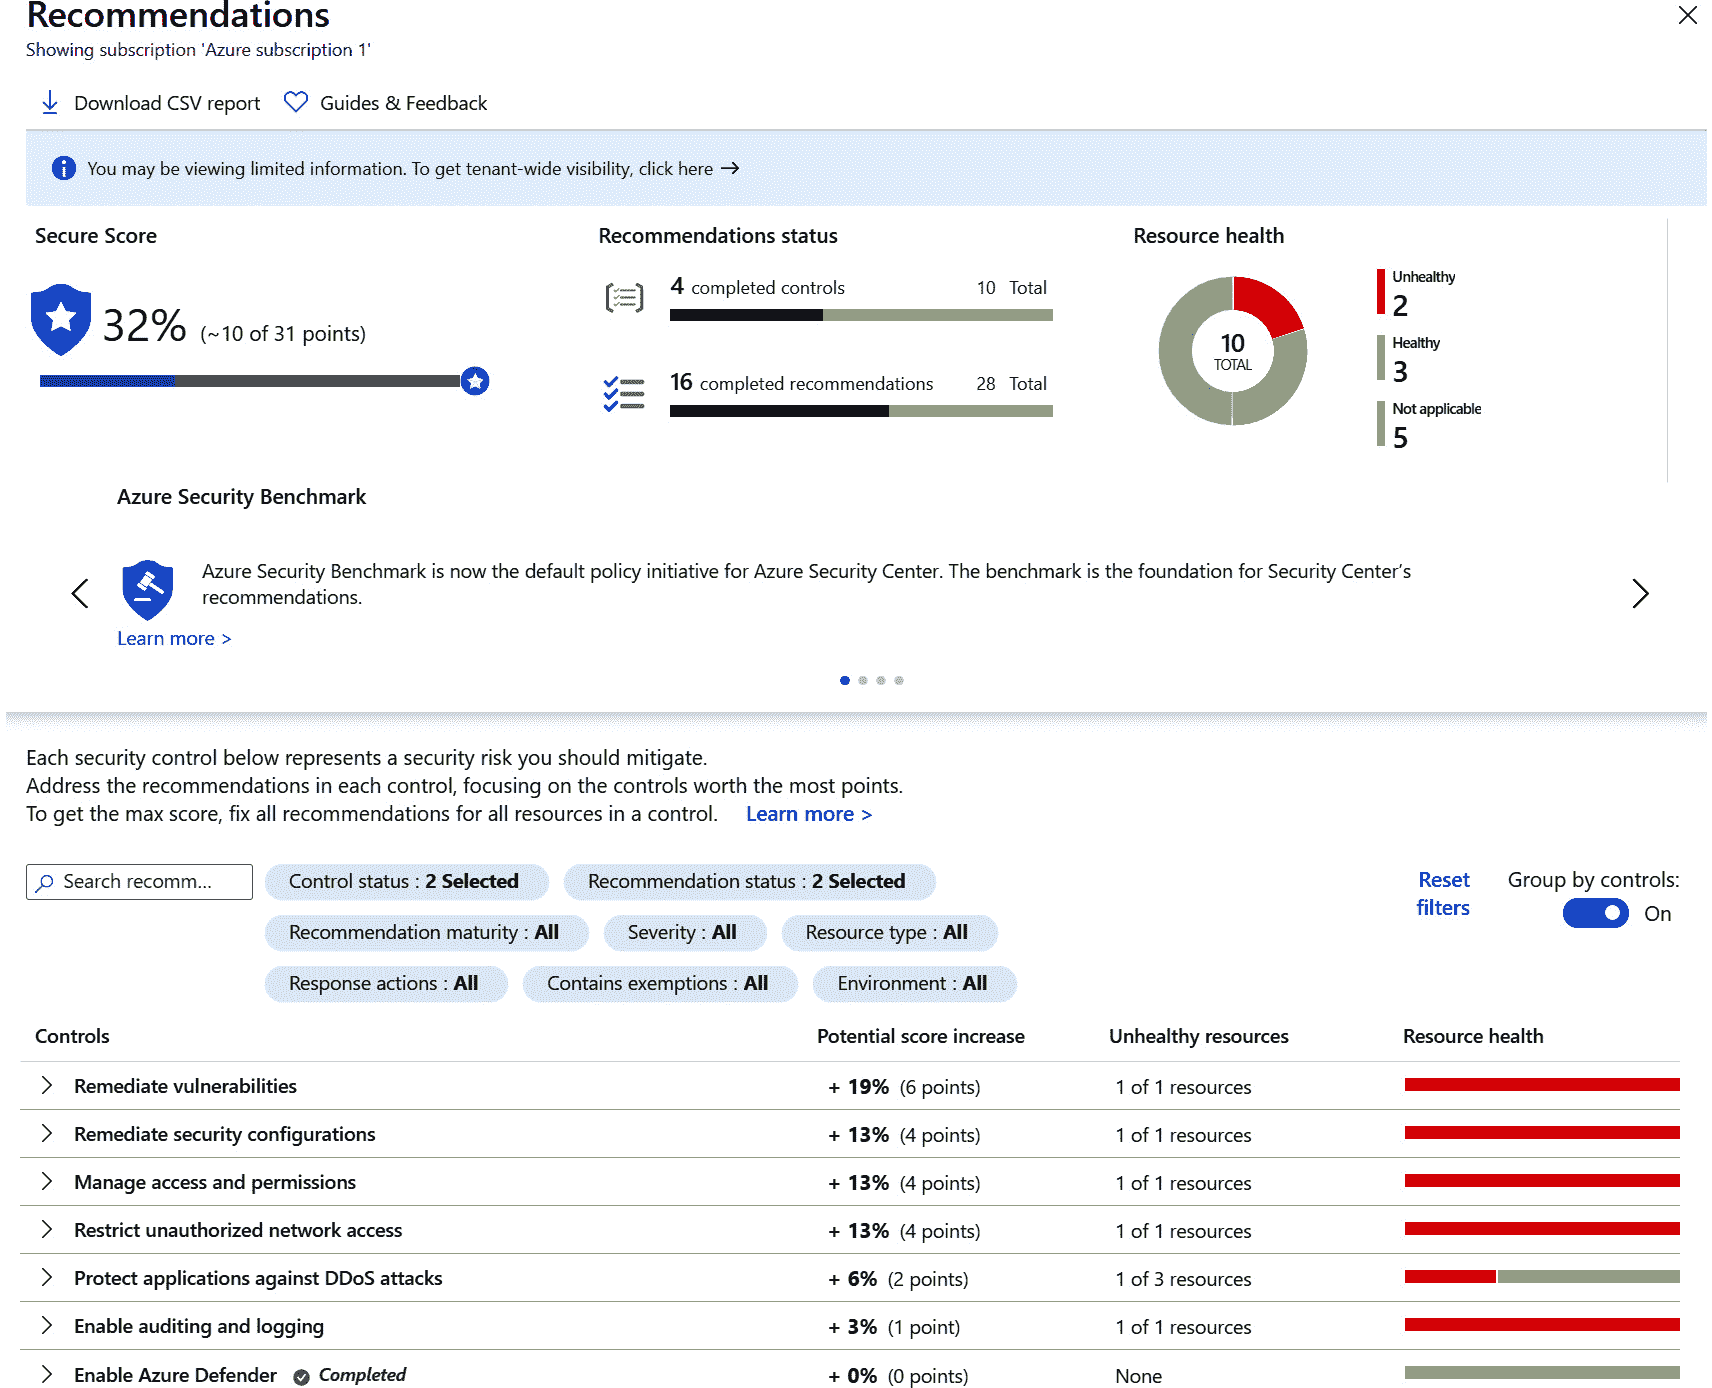 Recommendations
Showing subscription 'Azure subscription 1'
Download CSV report
Guides & Feedback
You may be viewing limited information. To get tenant-wide visibility, click here →
Secure Score
32% (~10 of 31 points)
Recommendations status
4 completed controls 10 Total
16 completed recommendations 28 Total
Resource health
10
TOTAL
Unhealthy
2
Healthy
3
Not applicable
5
Azure Security Benchmark
Azure Security Benchmark is now the default policy initiative for Azure Security Center. The benchmark is the foundation for Security Center's
recommendations.
Learn more >
Each security control below represents a security risk you should mitigate.
Address the recommendations in each control, focusing on the controls worth the most points.
To get the max score, fix all recommendations for all resources in a control. Learn more >
Search recomm...
Control status : 2 Selected
Recommendation status : 2 Selected
Recommendation maturity : All
Severity : All
Resource type : All
Response actions : All
Contains exemptions : All
Environment : All
Reset
filters
Group by controls:
On
Controls Potential score increase Unhealthy resources Resource health
Remediate vulnerabilities + 19% (6 points) 1 of 1 resources
Remediate security configurations + 13% (4 points) 1 of 1 resources
Manage access and permissions + 13% (4 points) 1 of 1 resources
Restrict unauthorized network access + 13% (4 points) 1 of 1 resources
Protect applications against DDoS attacks + 6% (2 points) 1 of 3 resources
Enable auditing and logging + 3% (1 point) 1 of 1 resources
Enable Azure Defender Completed + 0% (0 points) None